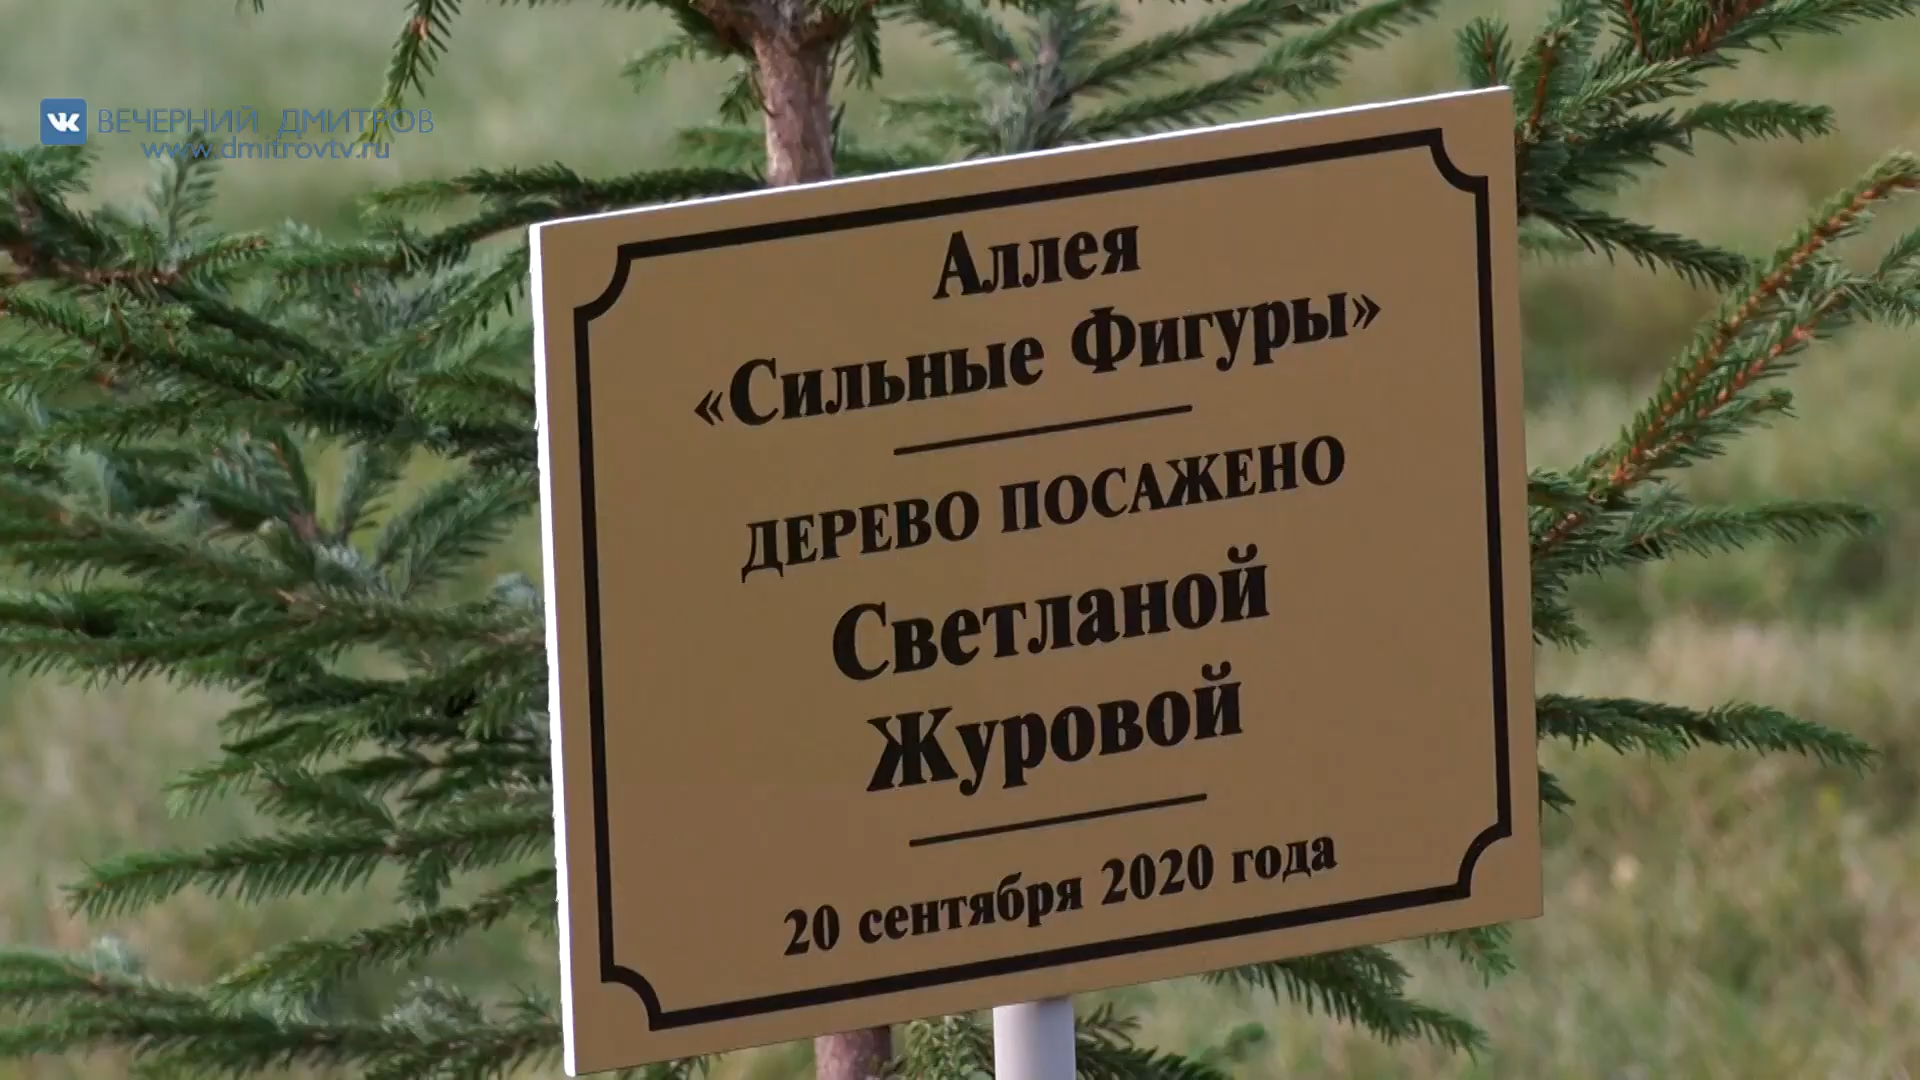 ВЕЧЕРНИЙ ДМИТРОВ
www.dmitrovtv.ru
Аллея
«Сильные Фигуры»
ДЕРЕВО ПОСАЖЕНО
Светланой
Журовой
20 сентября 2020 года